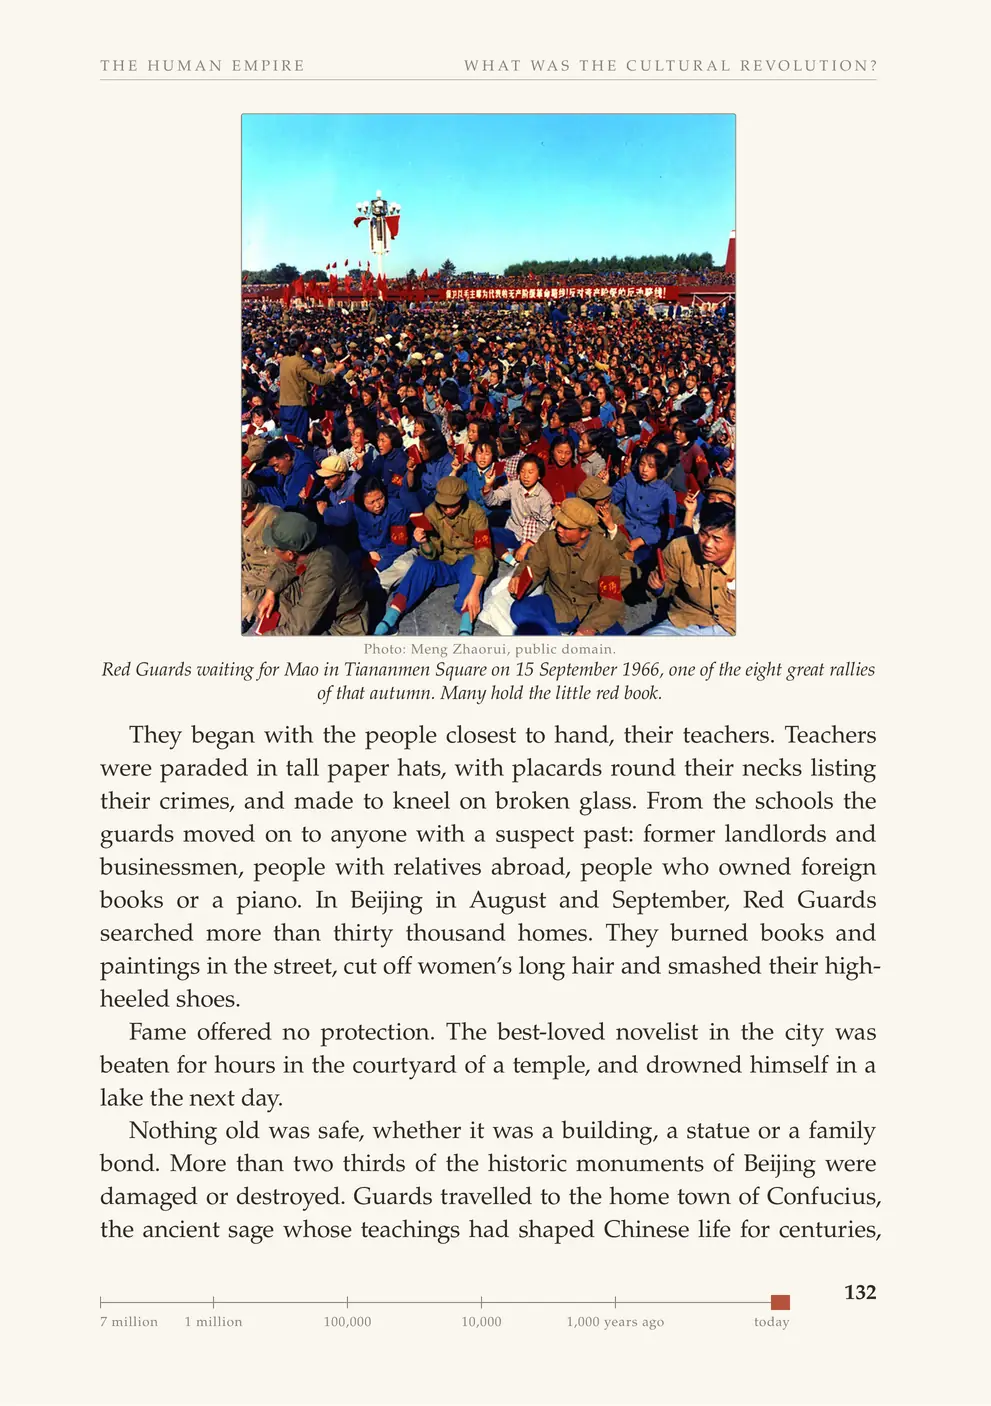 THE HUMAN EMPIRE
WHAT WAS THE CULTURAL REVOLUTION?
Photo: Meng Zhaorui, public domain.
Red Guards waiting for Mao in Tiananmen Square on 15 September 1966, one of the eight great rallies
of that autumn. Many hold the little red book.
They began with the people closest to hand, their teachers. Teachers
were paraded in tall paper hats, with placards round their necks listing
their crimes, and made to kneel on broken glass. From the schools the
guards moved on to anyone with a suspect past: former landlords and
businessmen, people with relatives abroad, people who owned foreign
books or a piano. In Beijing in August and September, Red Guards
searched more than thirty thousand homes. They burned books and
paintings in the street, cut off women’s long hair and smashed their high-
heeled shoes.
Fame offered no protection. The best-loved novelist in the city was
beaten for hours in the courtyard of a temple, and drowned himself in a
lake the next day.
Nothing old was safe, whether it was a building, a statue or a family
bond. More than two thirds of the historic monuments of Beijing were
damaged or destroyed. Guards travelled to the home town of Confucius,
the ancient sage whose teachings had shaped Chinese life for centuries,
132
7 million 1 million 100,000 10,000 1,000 years ago today